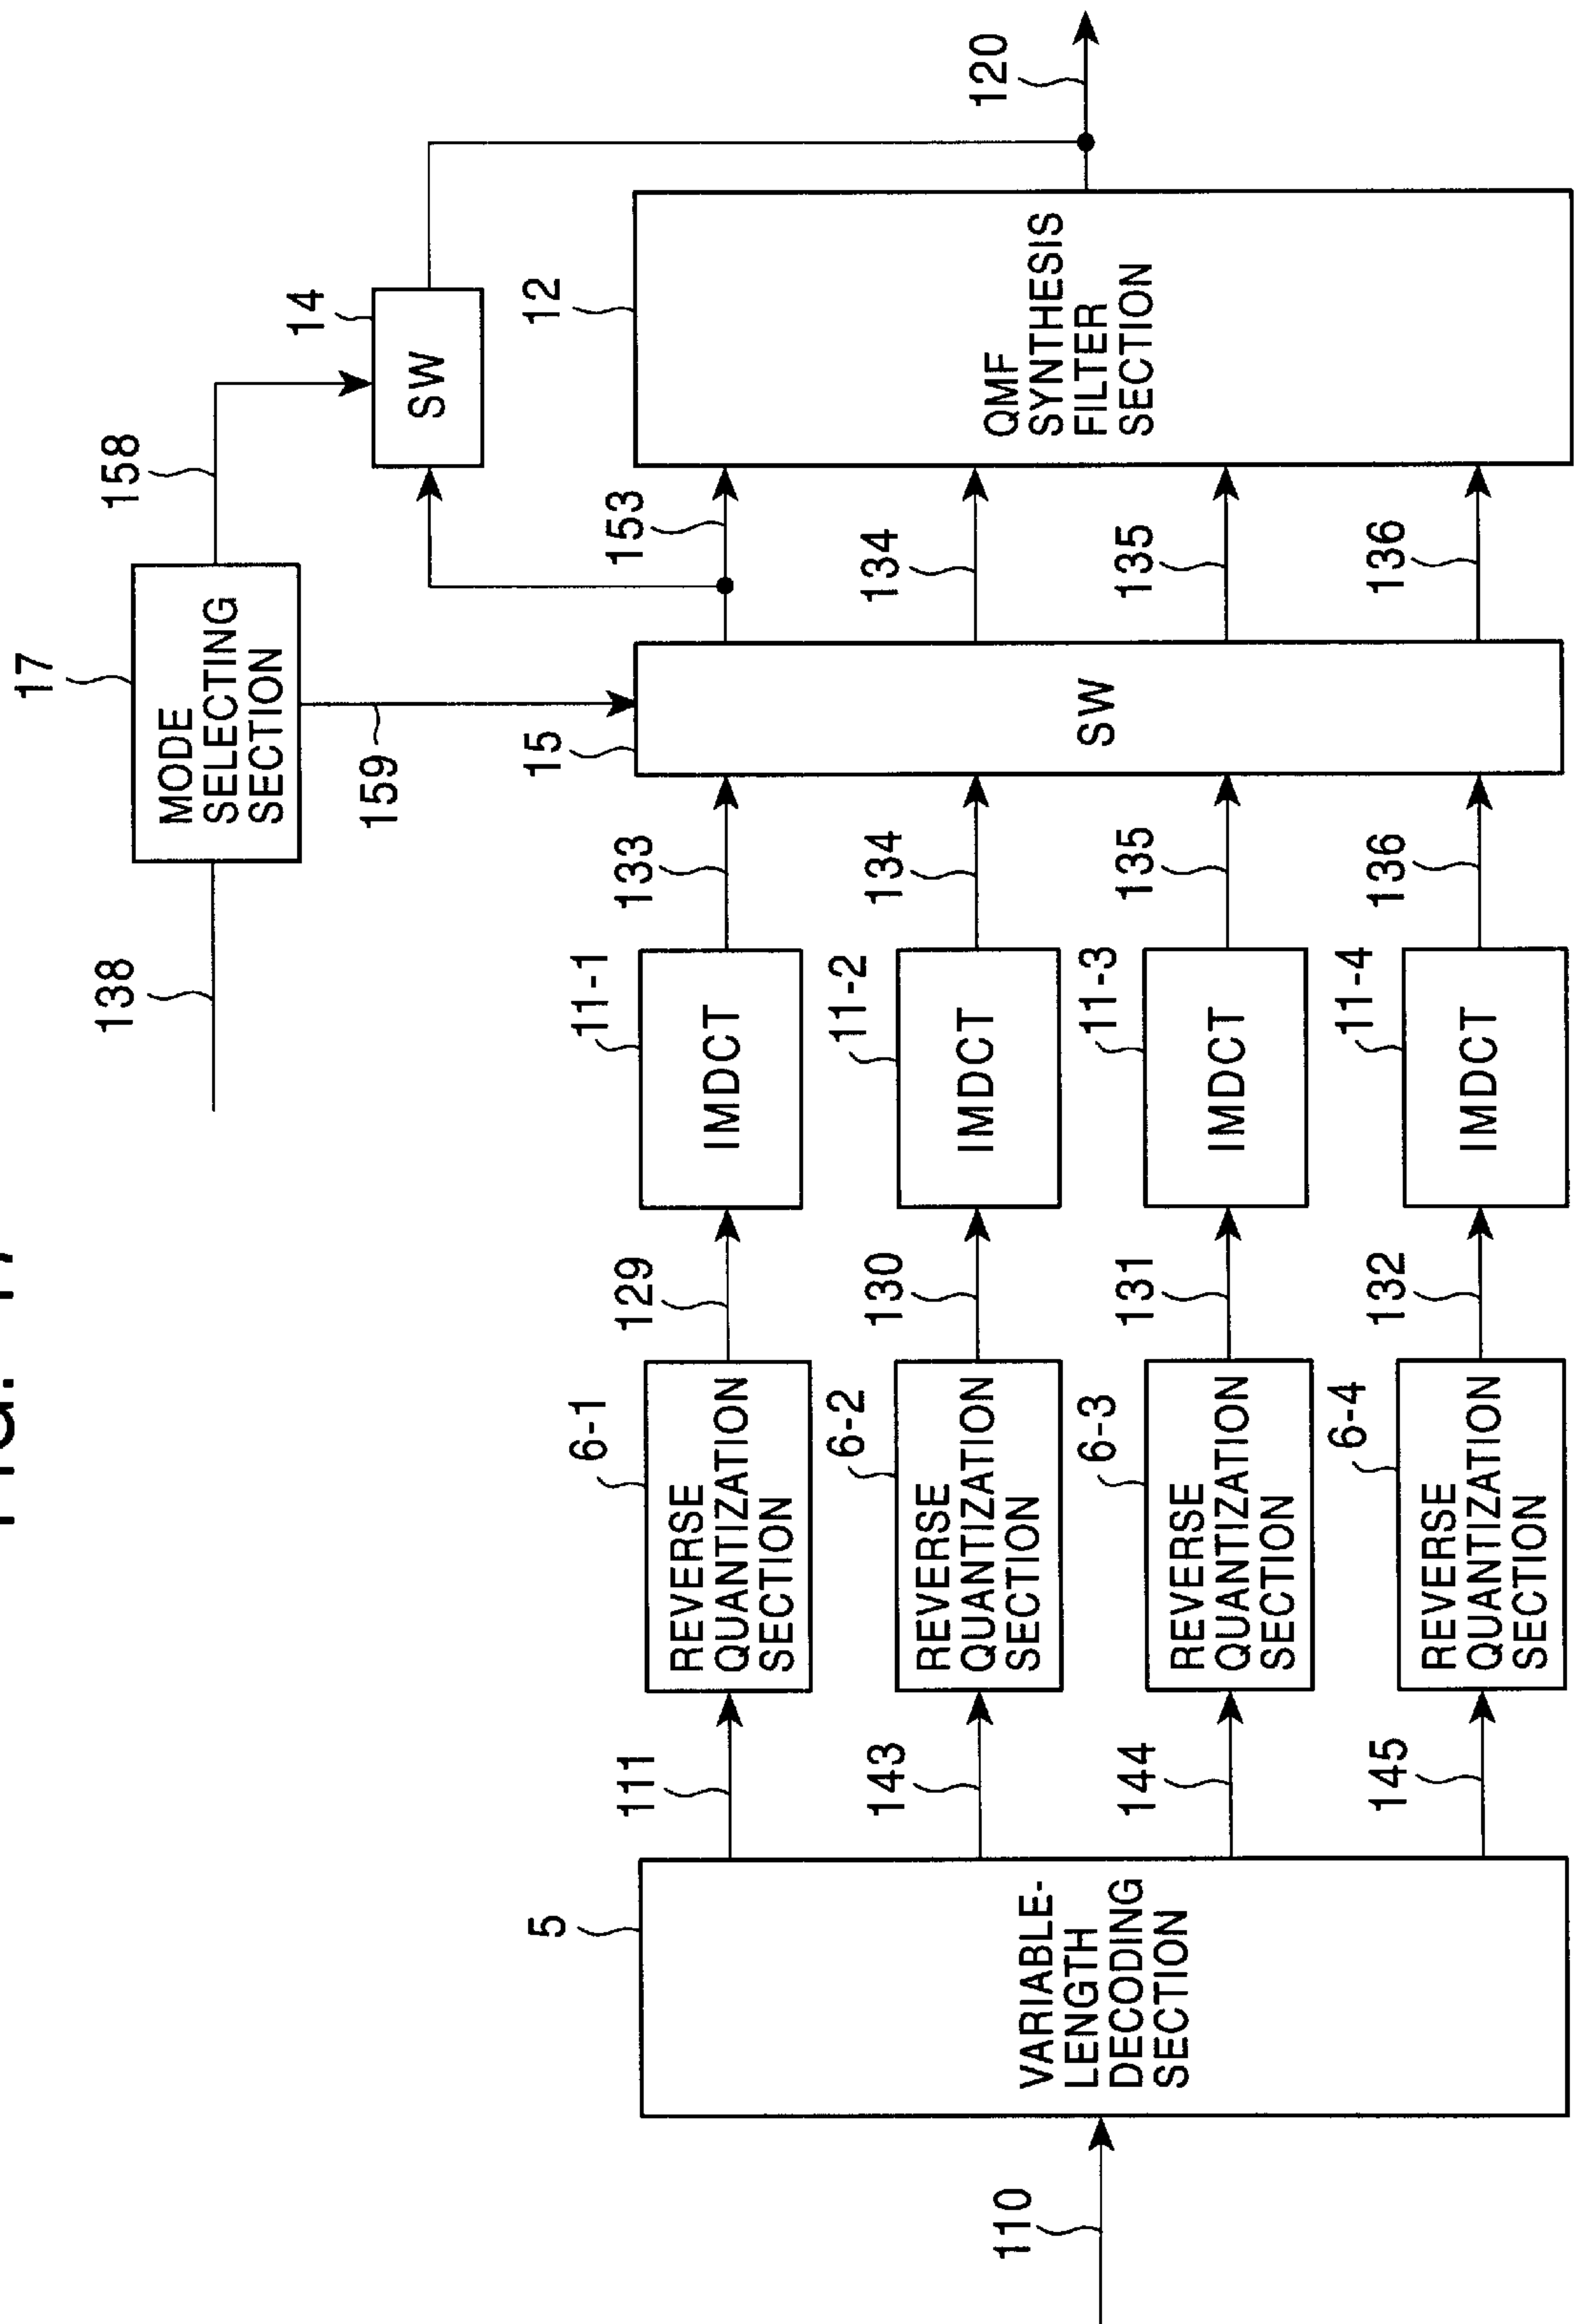 17
MODE
SELECTING
SECTION
138
158
159
14
SW
120
5
VARIABLE-
LENGTH
DECODING
SECTION
110
111
6-1
REVERSE
QUANTIZATION
SECTION
129
11-1
IMDCT
133
15
SW
153
12
QMF
SYNTHESIS
FILTER
SECTION
143
6-2
REVERSE
QUANTIZATION
SECTION
130
11-2
IMDCT
134
134
144
6-3
REVERSE
QUANTIZATION
SECTION
131
11-3
IMDCT
135
135
145
6-4
REVERSE
QUANTIZATION
SECTION
132
11-4
IMDCT
136
136